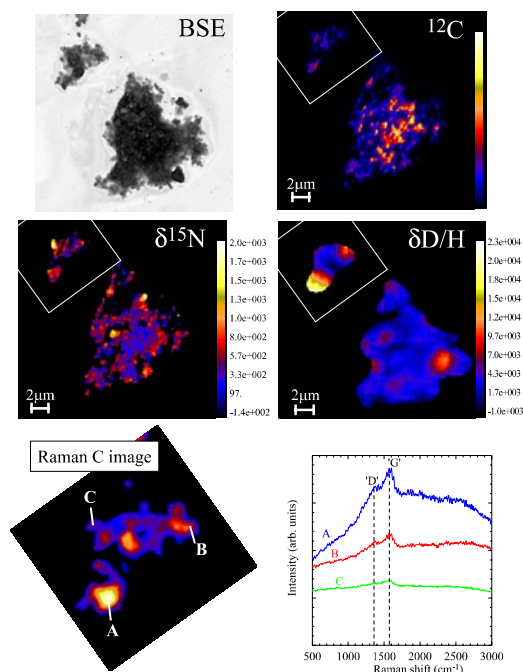 BSE
¹²C
2μm
δ¹⁵N
2.0e+003
1.7e+003
1.5e+003
1.3e+003
1.0e+003
8.0e+002
5.7e+002
3.3e+002
97.
-1.4e+002
2μm
δD/H
2.3e+004
2.0e+004
1.8e+004
1.5e+004
1.2e+004
9.7e+003
7.0e+003
4.3e+003
1.7e+003
-1.0e+003
2μm
Raman C image
C
B
A
'D'
'G'
A
B
C
Intensity (arb. units)
500 1000 1500 2000 2500 3000
Raman shift (cm⁻¹)